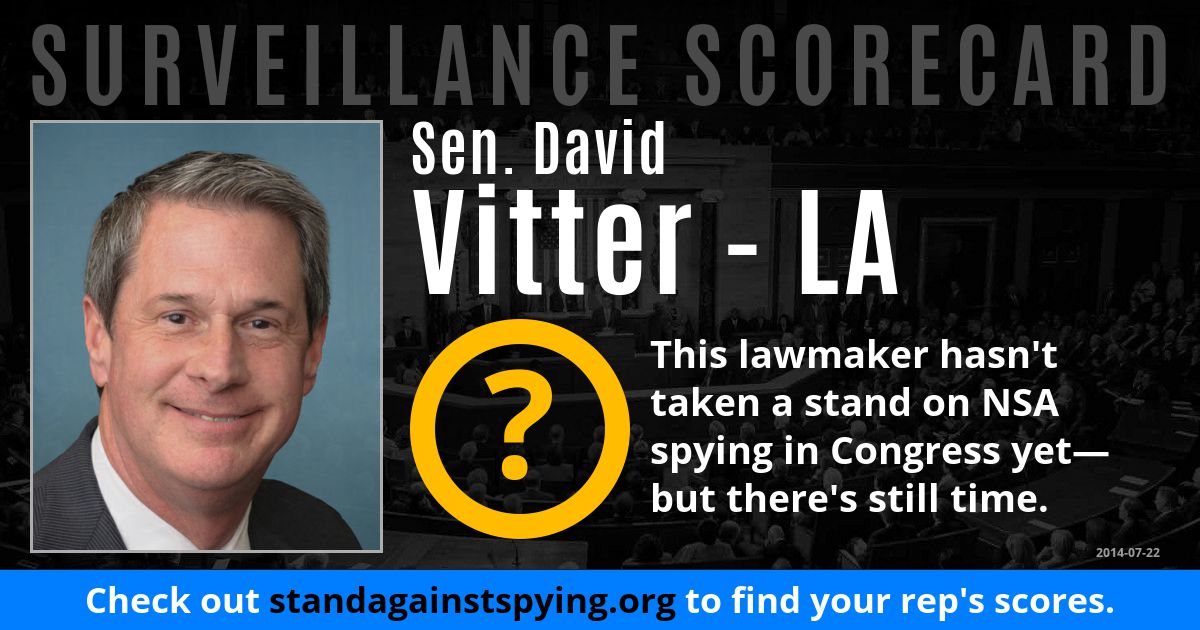 SURVEILLANCE SCORECARD
Sen. David
Vitter - LA
?
This lawmaker hasn't
taken a stand on NSA
spying in Congress yet—
but there's still time.
2014-07-22
Check out standagainstspying.org to find your rep's scores.